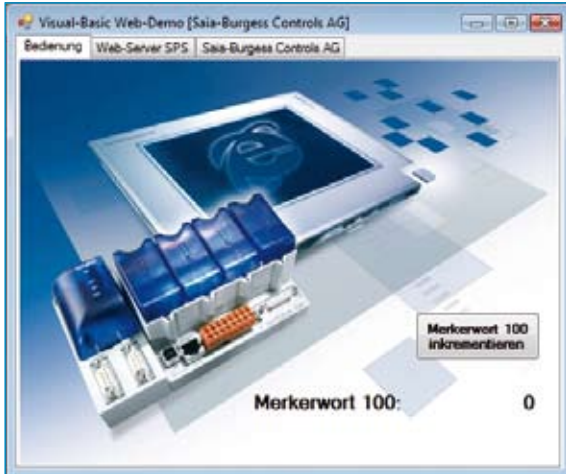 Visual-Basic Web-Demo [Saia-Burgess Controls AG]
Bedienung Web-Server SPS Saia-Burgess Controls AG
Merkerwort 100
inkrementieren
Merkerwort 100: 0